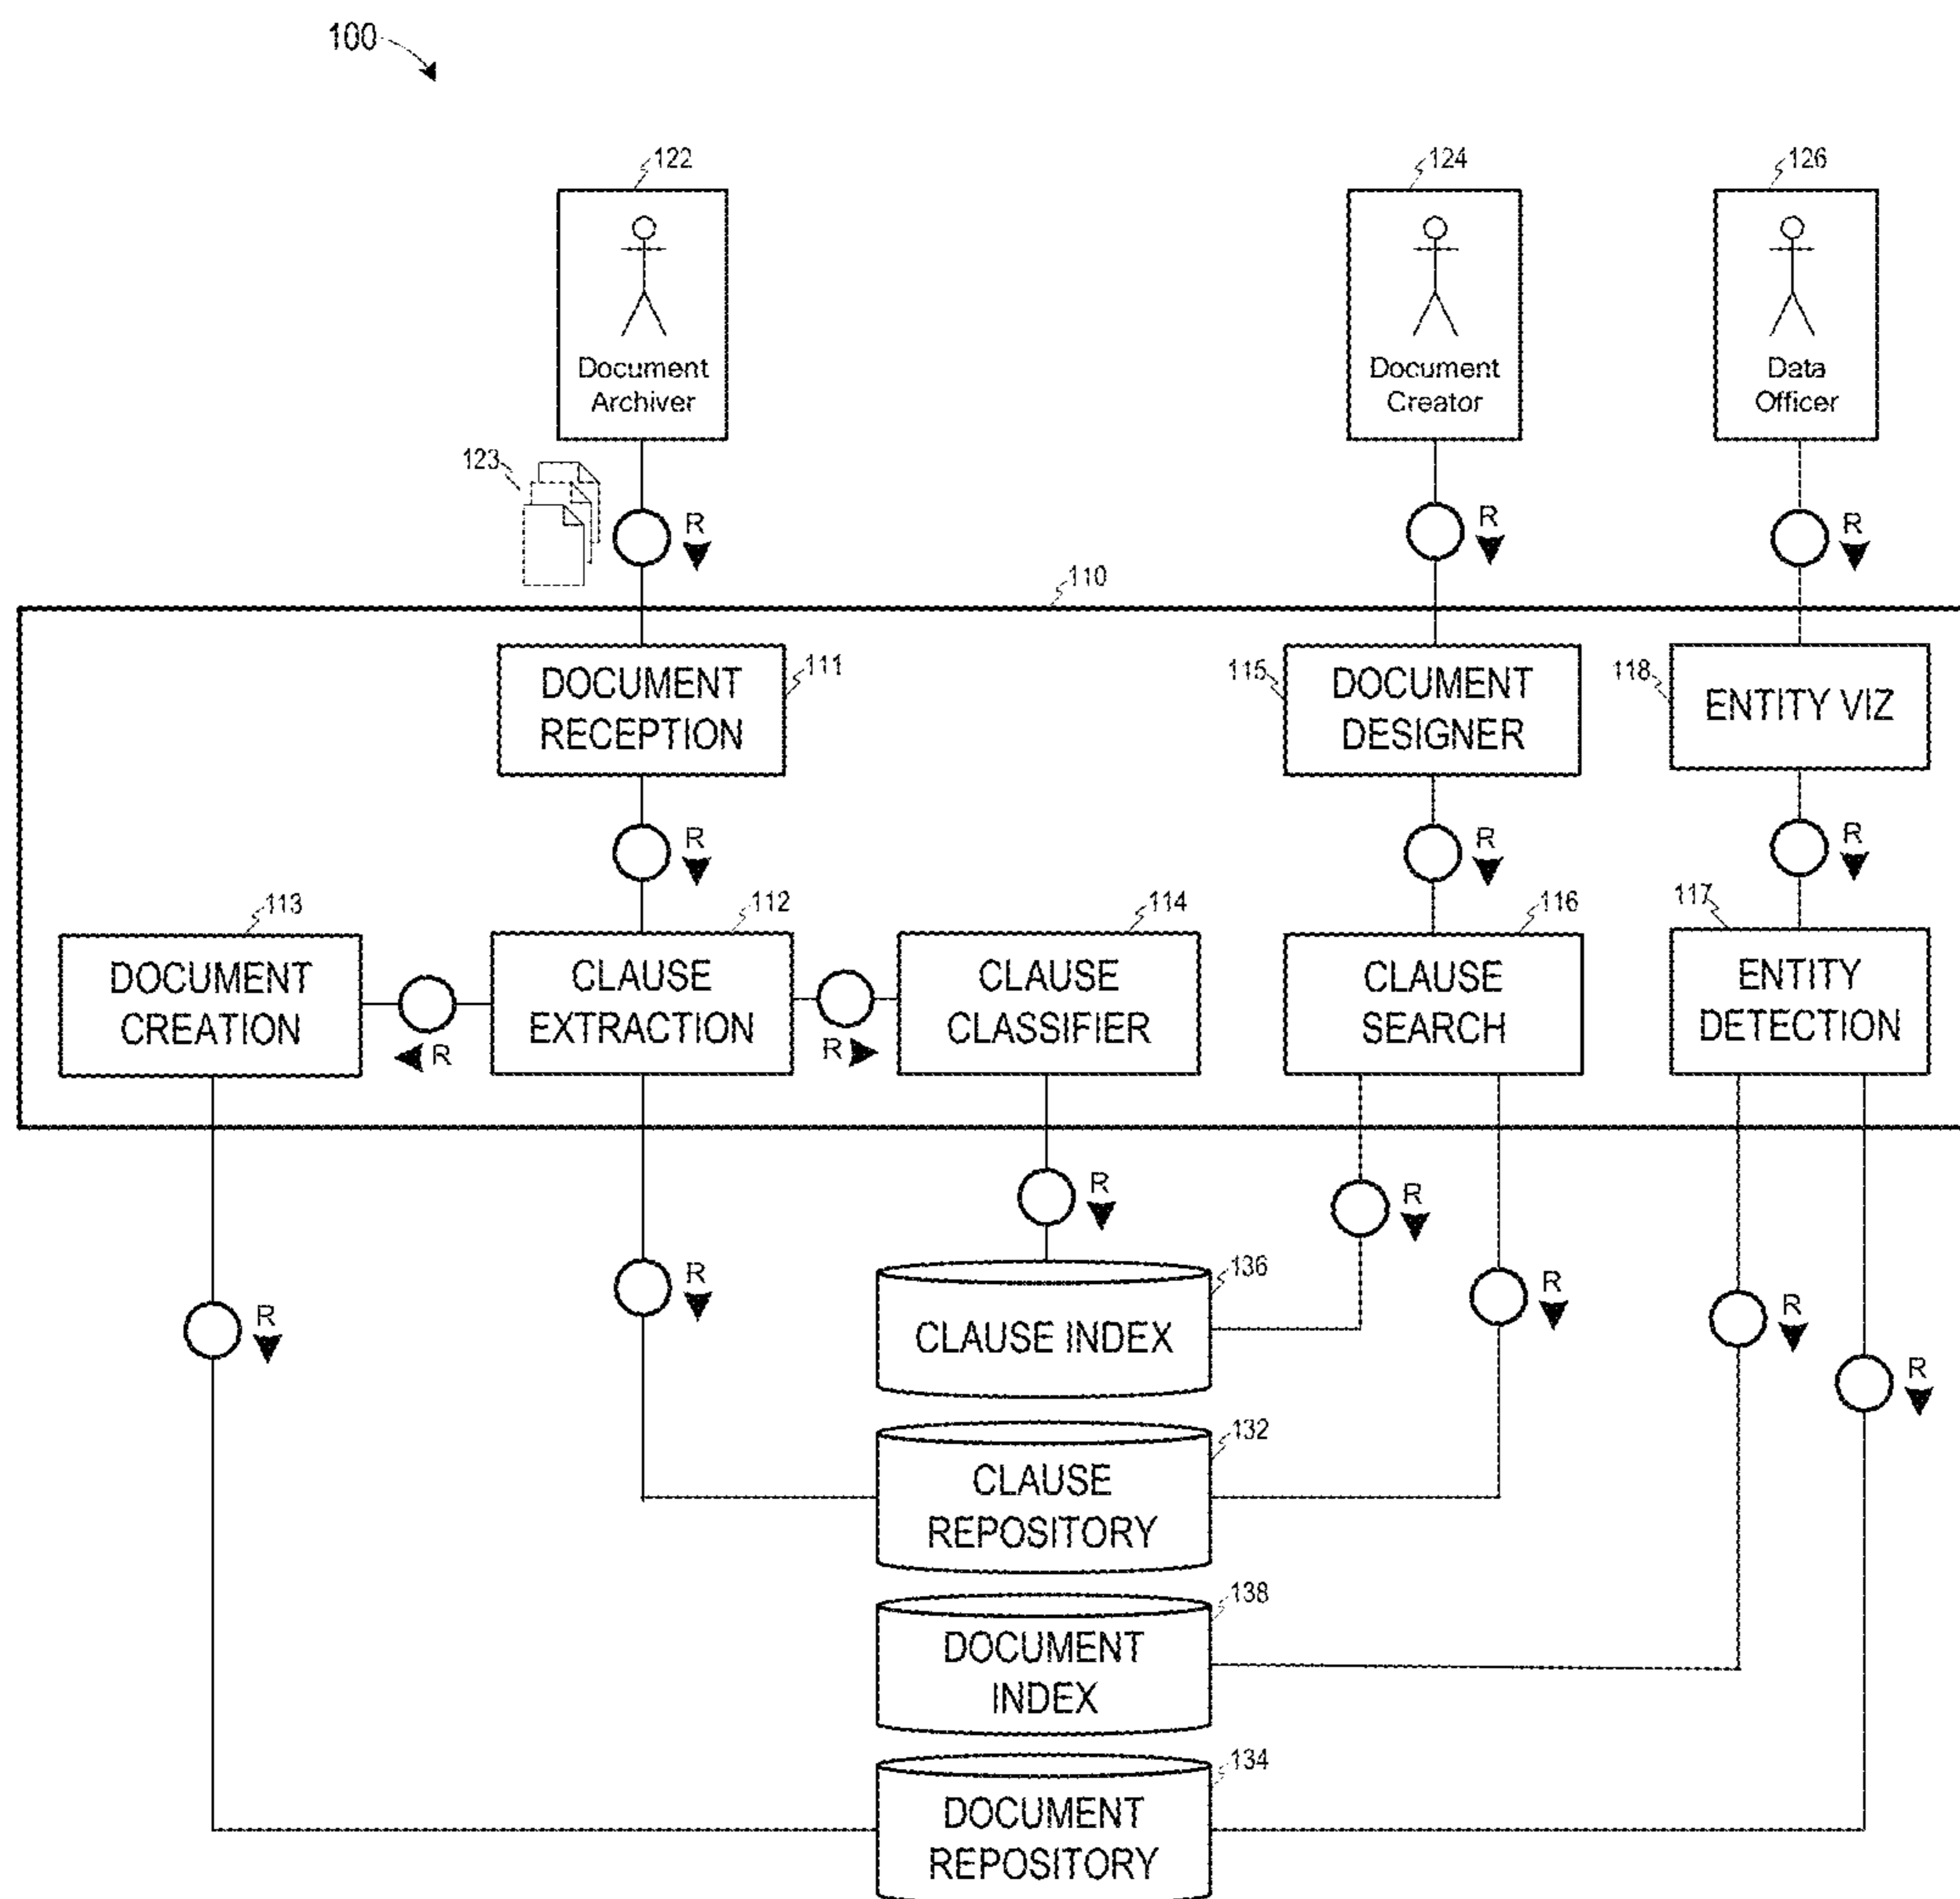 100
122
124
126
Document
Archiver
Document
Creator
Data
Officer
123
R
R
R
110
DOCUMENT
RECEPTION
111
115
DOCUMENT
DESIGNER
118
ENTITY VIZ
R
R
R
113
112
114
116
117
DOCUMENT
CREATION
CLAUSE
EXTRACTION
CLAUSE
CLASSIFIER
CLAUSE
SEARCH
ENTITY
DETECTION
R
R
R
R
R
R
R
R
R
136
CLAUSE INDEX
132
CLAUSE
REPOSITORY
138
DOCUMENT
INDEX
134
DOCUMENT
REPOSITORY